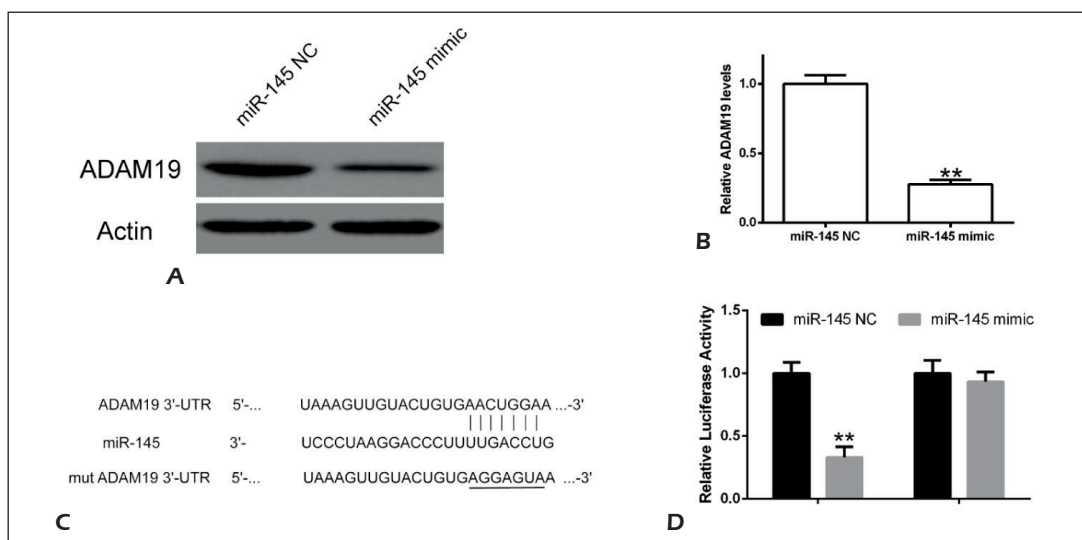 miR-145 NC
miR-145 mimic
ADAM19
Actin
A
Relative ADAM19 levels
1.0
0.5
0.0
**
miR-145 NC
miR-145 mimic
B
ADAM19 3'-UTR 5'-... UAAAGUUGUACUGUGAACUGGAA ...-3'
miR-145 3'- UCCCUAAGGACCCUUUUGACCUG
mut ADAM19 3'-UTR 5'-... UAAAGUUGUACUGUGAGGAGUAA ...-3'
C
Relative Luciferase Activity
1.5
1.0
0.5
0.0
miR-145 NC
miR-145 mimic
**
D